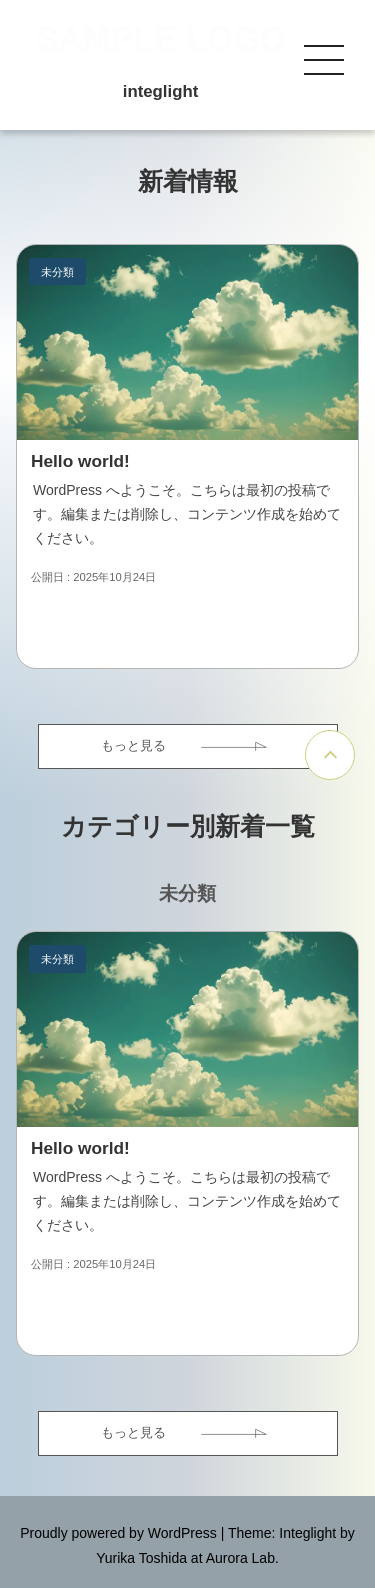 SAMPLE LOGO
integlight
新着情報
未分類
Hello world!
WordPress へようこそ。こちらは最初の投稿で
す。編集または削除し、コンテンツ作成を始めて
ください。
公開日 : 2025年10月24日
もっと見る
カテゴリー別新着一覧
未分類
未分類
Hello world!
WordPress へようこそ。こちらは最初の投稿で
す。編集または削除し、コンテンツ作成を始めて
ください。
公開日 : 2025年10月24日
もっと見る
Proudly powered by WordPress | Theme: Integlight by
Yurika Toshida at Aurora Lab.